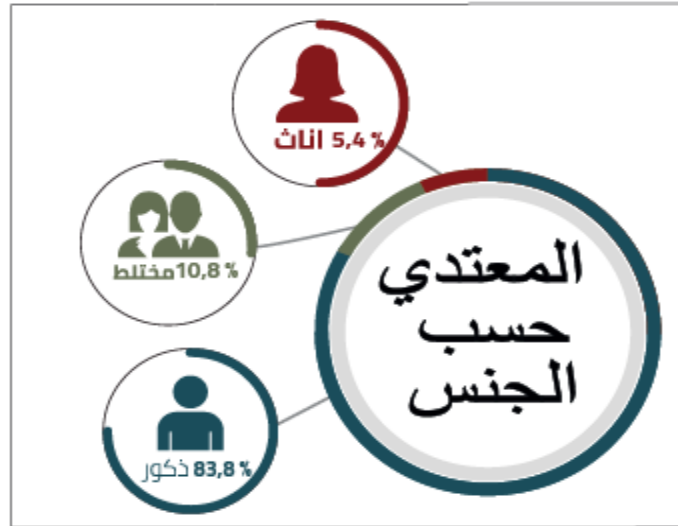 المعتدي
حسب
الجنس
% 5,4 اناث
% 10,8 مختلط
% 83,8 ذكور